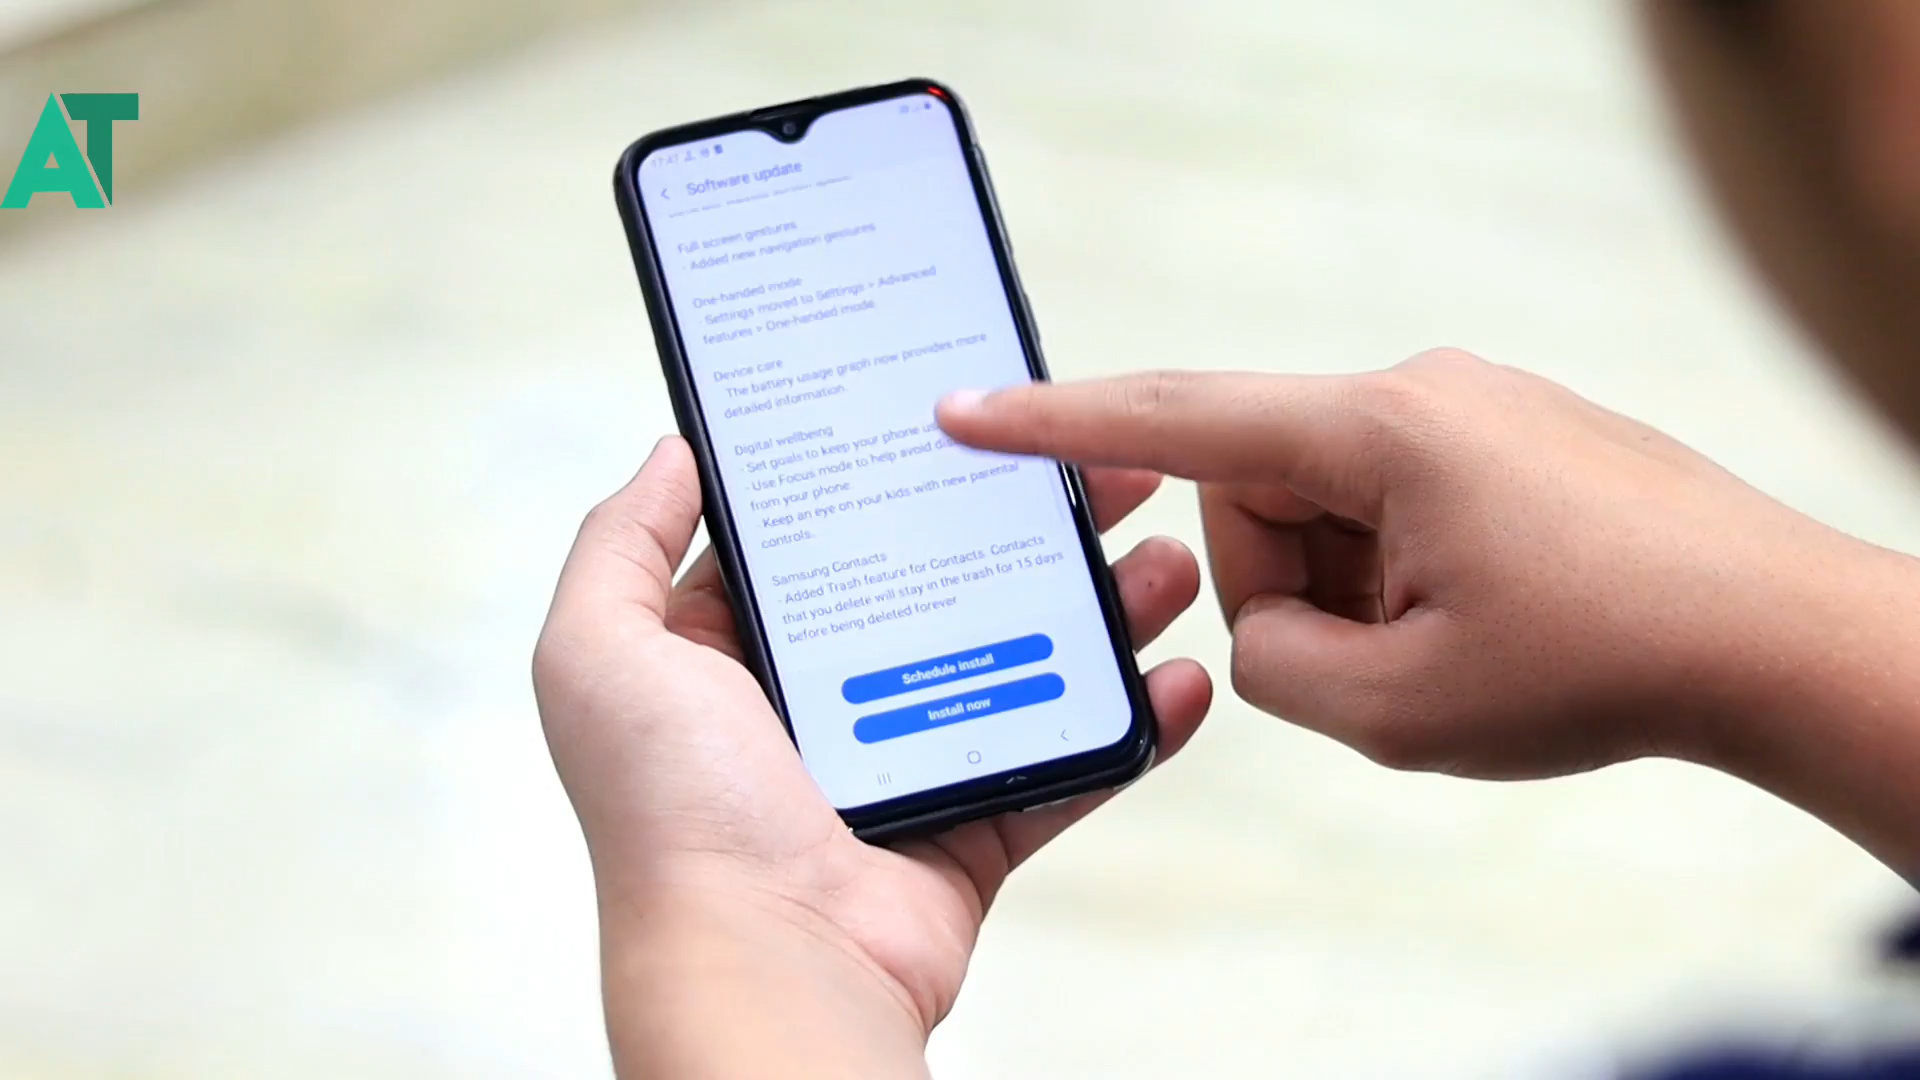 AT
17:47
Software update
Full screen gestures
- Added new navigation gestures
One-handed mode
- Settings moved to Settings > Advanced
features > One-handed mode
Device care
- The battery usage graph now provides more
detailed information.
Digital wellbeing
- Set goals to keep your phone
- Use Focus mode to help avoid
from your phone.
- Keep an eye on your kids with new parental
controls.
Samsung Contacts
- Added Trash feature for Contacts. Contacts
that you delete will stay in the trash for 15 days
before being deleted forever
Schedule install
Install now